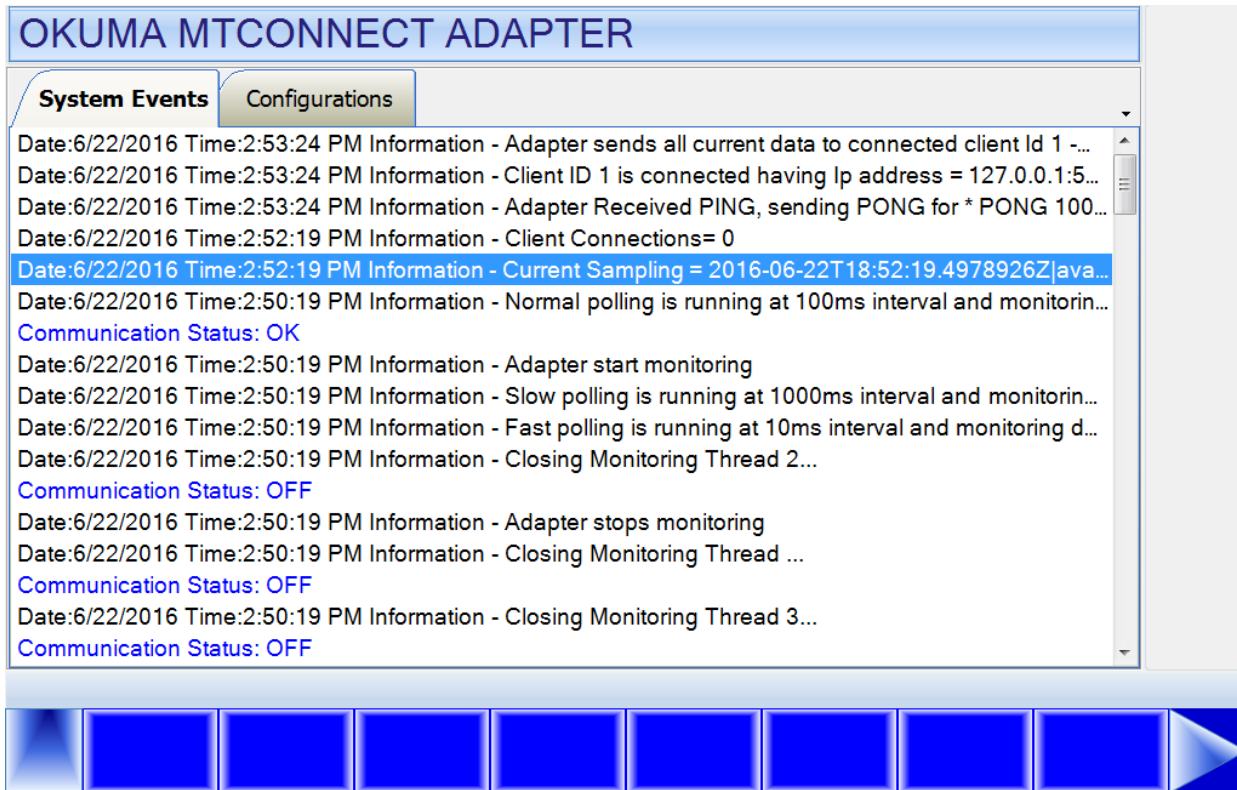 OKUMA MTCONNECT ADAPTER
System Events Configurations
Date:6/22/2016 Time:2:53:24 PM Information - Adapter sends all current data to connected client Id 1 -...
Date:6/22/2016 Time:2:53:24 PM Information - Client ID 1 is connected having Ip address = 127.0.0.1:5...
Date:6/22/2016 Time:2:53:24 PM Information - Adapter Received PING, sending PONG for * PONG 100...
Date:6/22/2016 Time:2:52:19 PM Information - Client Connections= 0
Date:6/22/2016 Time:2:52:19 PM Information - Current Sampling = 2016-06-22T18:52:19.4978926Z|ava...
Date:6/22/2016 Time:2:50:19 PM Information - Normal polling is running at 100ms interval and monitorin...
Communication Status: OK
Date:6/22/2016 Time:2:50:19 PM Information - Adapter start monitoring
Date:6/22/2016 Time:2:50:19 PM Information - Slow polling is running at 1000ms interval and monitorin...
Date:6/22/2016 Time:2:50:19 PM Information - Fast polling is running at 10ms interval and monitoring d...
Date:6/22/2016 Time:2:50:19 PM Information - Closing Monitoring Thread 2...
Communication Status: OFF
Date:6/22/2016 Time:2:50:19 PM Information - Adapter stops monitoring
Date:6/22/2016 Time:2:50:19 PM Information - Closing Monitoring Thread ...
Communication Status: OFF
Date:6/22/2016 Time:2:50:19 PM Information - Closing Monitoring Thread 3...
Communication Status: OFF